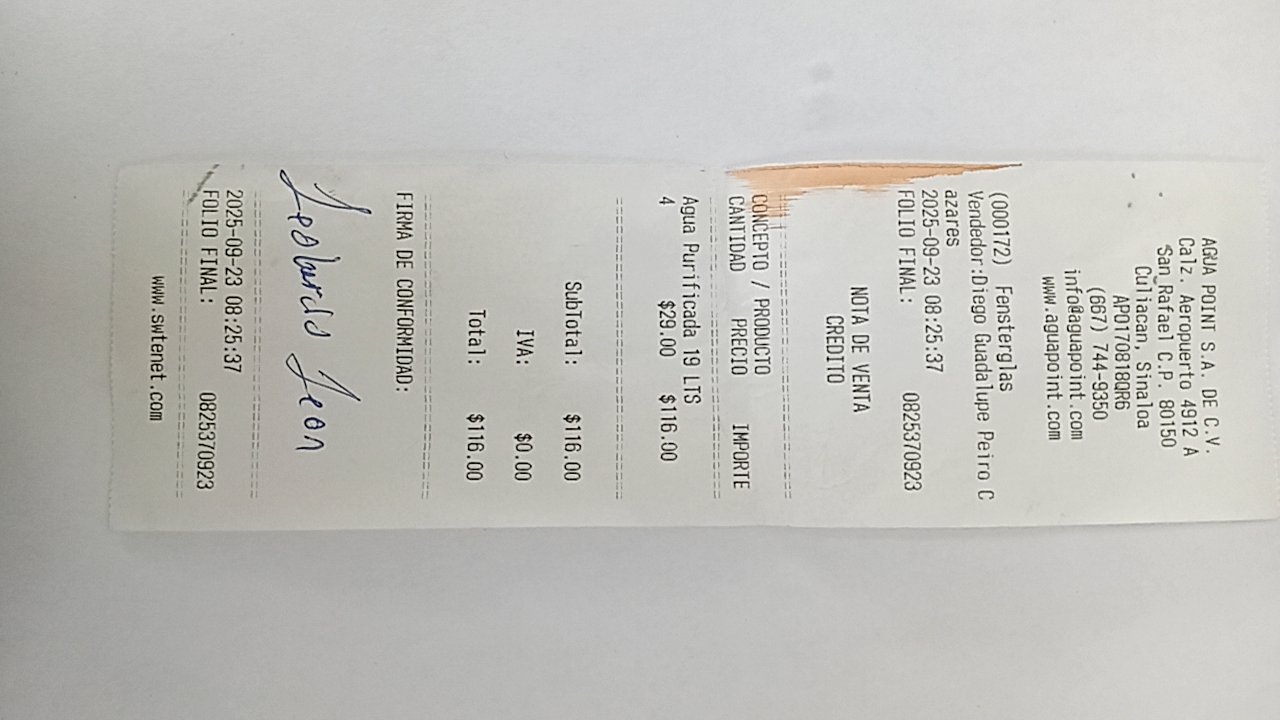 AGUA POINT S.A. DE C.V.
Calz. Aeropuerto 4912 A
San Rafael C.P. 80150
Culiacan, Sinaloa
APO170818QR6
(667) 744-9350
info@aguapoint.com
www.aguapoint.com
(000172) Fensterglas
Vendedor:Diego Guadalupe Peiro C
azares
2025-09-23 08:25:37
FOLIO FINAL: 0825370923
NOTA DE VENTA
CREDITO
CONCEPTO / PRODUCTO
CANTIDAD PRECIO IMPORTE
Agua Purificada 19 LTS
4 $29.00 $116.00
SubTotal: $116.00
IVA: $0.00
Total: $116.00
FIRMA DE CONFORMIDAD:
Leon
2025-09-23 08:25:37
FOLIO FINAL: 0825370923
www.swtenet.com